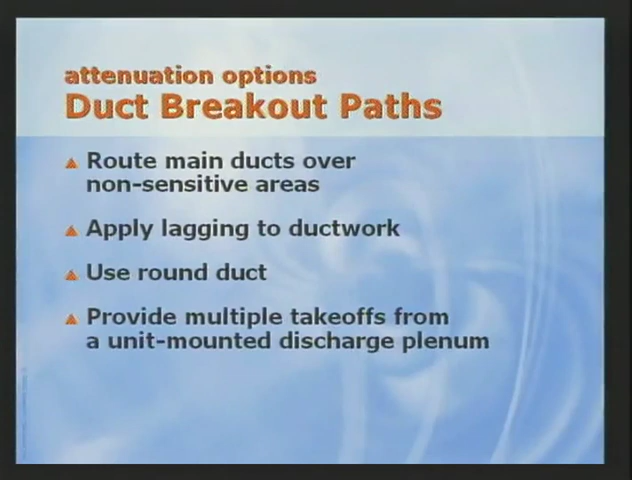 attenuation options
Duct Breakout Paths
Route main ducts over
non-sensitive areas
Apply lagging to ductwork
Use round duct
Provide multiple takeoffs from
a unit-mounted discharge plenum